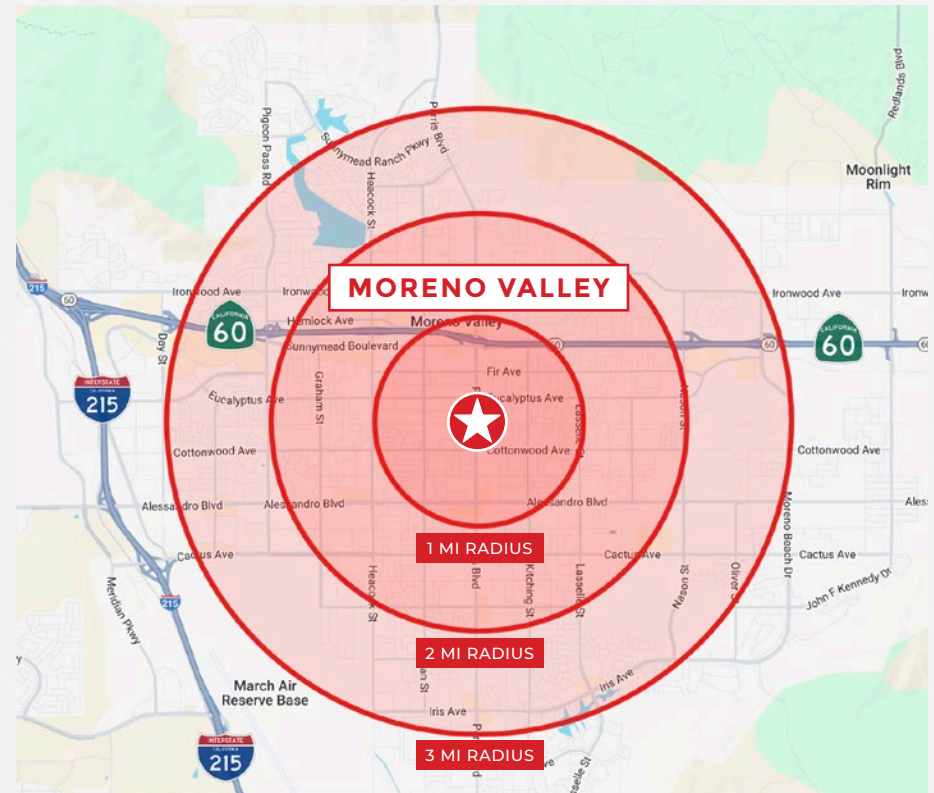 Redlands Blvd
Perris Blvd
Pigeon Pass Rd
Sunnymead Ranch Pkwy
Heacock St
Moonlight
Rim
215
60
Ironwood Ave
MORENO VALLEY
Ironwood Ave
CALIFORNIA
60
Hemlock Ave
Moreno Valley
CALIFORNIA
60
Day St
Sunnymead Boulevard
60
60
Fir Ave
INTERSTATE
CALIFORNIA
215
Graham St
Eucalyptus Ave
Eucalyptus Ave
Nason St
Lasselle St
Cottonwood Ave
Cottonwood Ave
Cottonwood Ave
Alessandro Blvd
Alessandro Blvd
Alessandro Blvd
Moreno Beach Dr
1 MI RADIUS
Cactus Ave
Cactus Ave
Cactus Ave
Heacock St
Blvd
Kitching St
Lasselle St
Nason St
Oliver St
John F Kennedy Dr
Meridian Pkwy
215
2 MI RADIUS
March Air
Reserve Base
Iris Ave
Iris Ave
INTERSTATE
CALIFORNIA
215
3 MI RADIUS